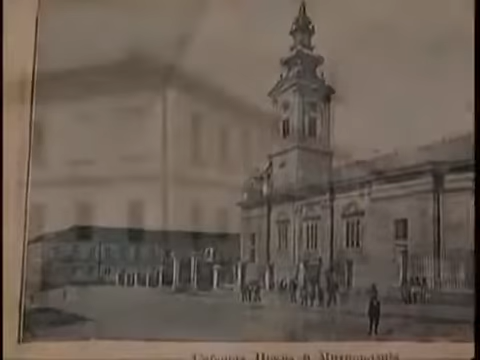 Саборна Црква и Митрополија